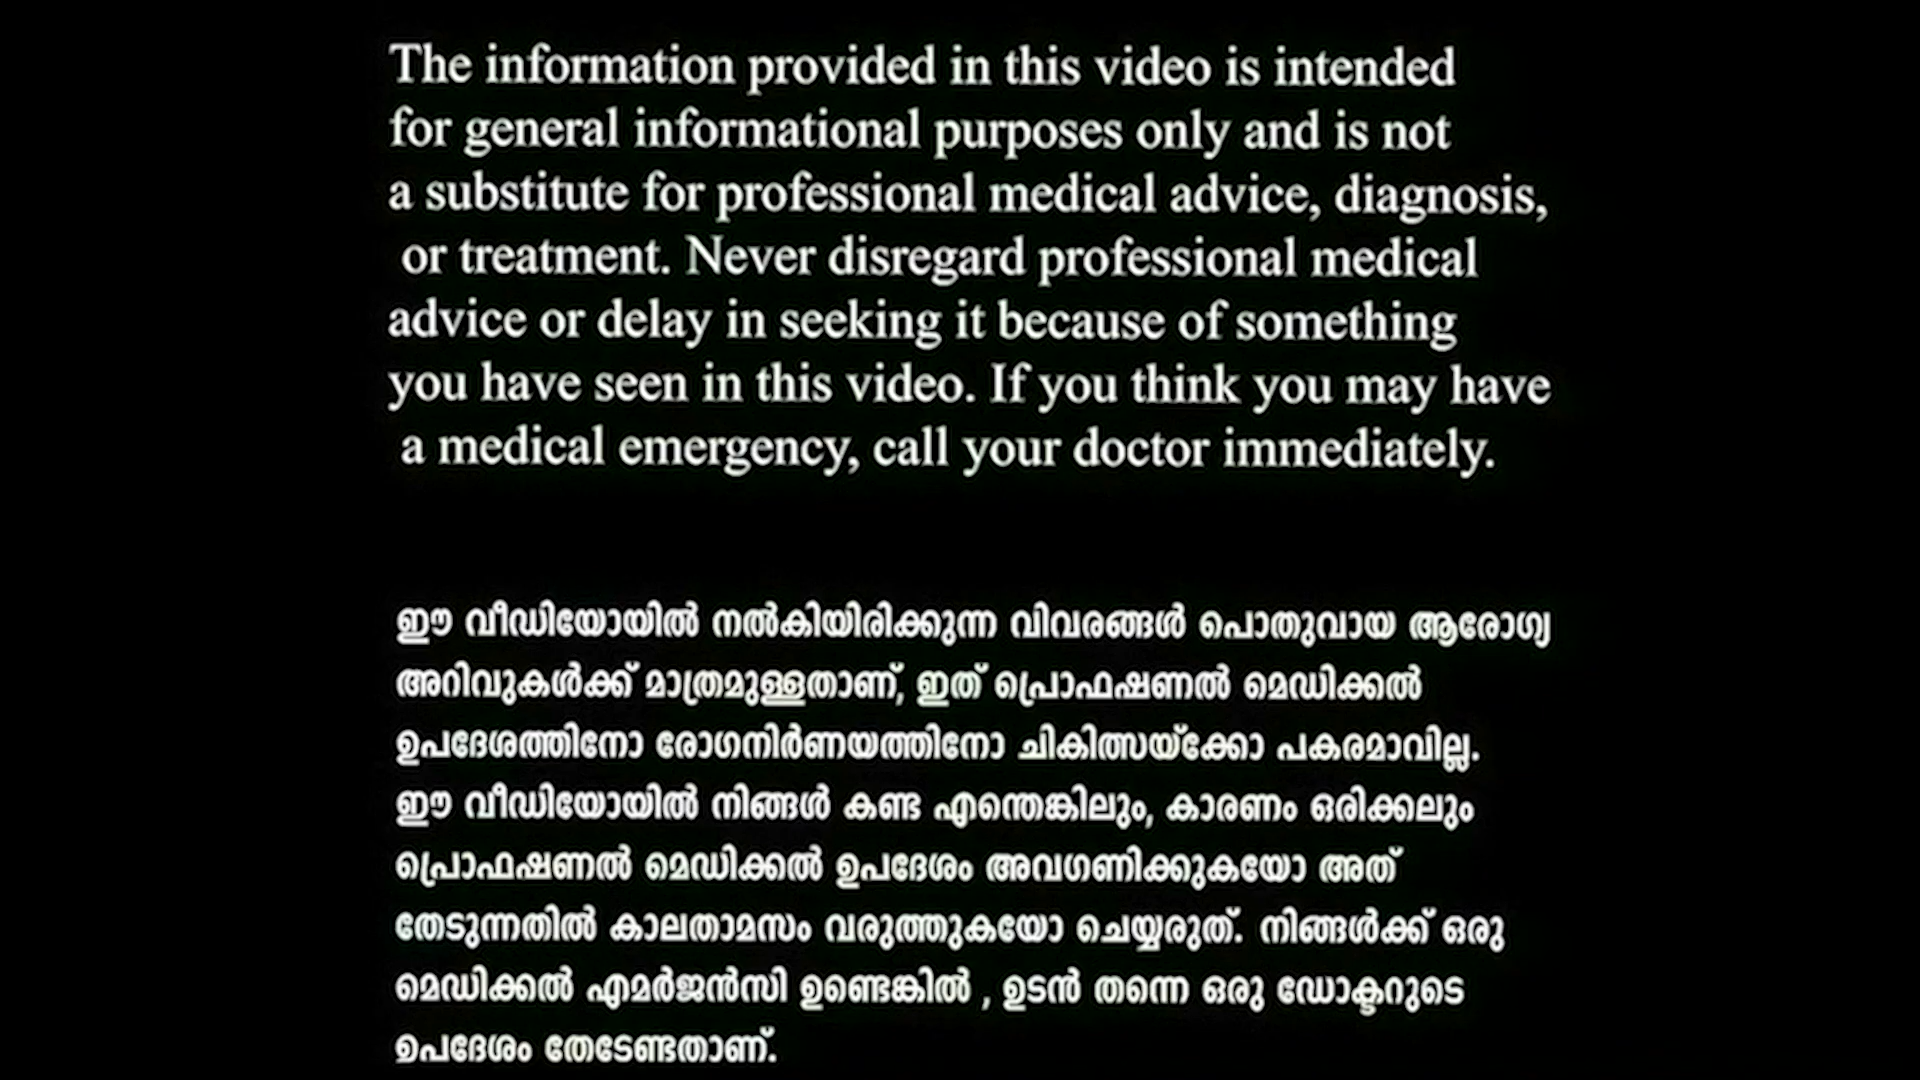 The information provided in this video is intended
for general informational purposes only and is not
a substitute for professional medical advice, diagnosis,
or treatment. Never disregard professional medical
advice or delay in seeking it because of something
you have seen in this video. If you think you may have
a medical emergency, call your doctor immediately.
ഈ വീഡിയോയിൽ നൽകിയിരിക്കുന്ന വിവരങ്ങൾ പൊതുവായ ആരോഗ്യ
അറിവുകൾക്ക് മാത്രമുള്ളതാണ്, ഇത് പ്രൊഫഷണൽ മെഡിക്കൽ
ഉപദേശത്തിനോ രോഗനിർണയത്തിനോ ചികിത്സയ്ക്കോ പകരമാവില്ല.
ഈ വീഡിയോയിൽ നിങ്ങൾ കണ്ട എന്തെങ്കിലും, കാരണം ഒരിക്കലും
പ്രൊഫഷണൽ മെഡിക്കൽ ഉപദേശം അവഗണിക്കുകയോ അത്
തേടുന്നതിൽ കാലതാമസം വരുത്തുകയോ ചെയ്യരുത്. നിങ്ങൾക്ക് ഒരു
മെഡിക്കൽ എമർജൻസി ഉണ്ടെങ്കിൽ , ഉടൻ തന്നെ ഒരു ഡോക്ടറുടെ
ഉപദേശം തേടേണ്ടതാണ്.